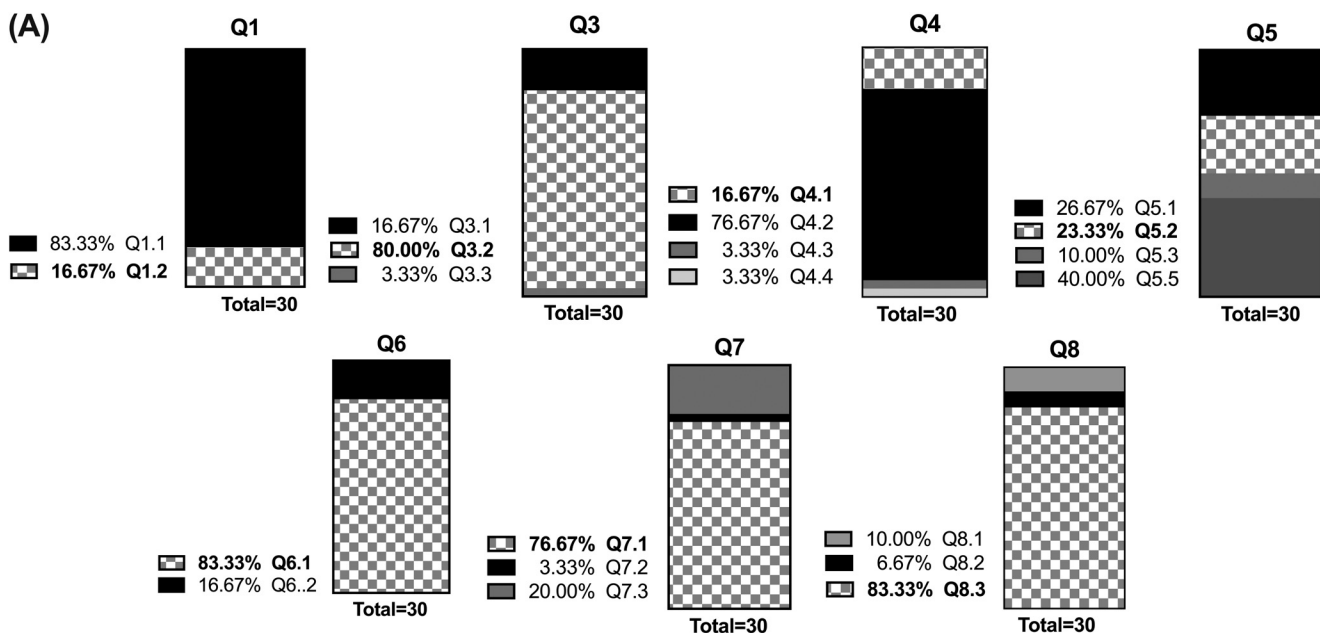 (A)
Q1
83.33% Q1.1
16.67% Q1.2
Total=30
Q3
16.67% Q3.1
80.00% Q3.2
3.33% Q3.3
Total=30
Q4
16.67% Q4.1
76.67% Q4.2
3.33% Q4.3
3.33% Q4.4
Total=30
Q5
26.67% Q5.1
23.33% Q5.2
10.00% Q5.3
40.00% Q5.5
Total=30
Q6
83.33% Q6.1
16.67% Q6..2
Total=30
Q7
76.67% Q7.1
3.33% Q7.2
20.00% Q7.3
Total=30
Q8
10.00% Q8.1
6.67% Q8.2
83.33% Q8.3
Total=30